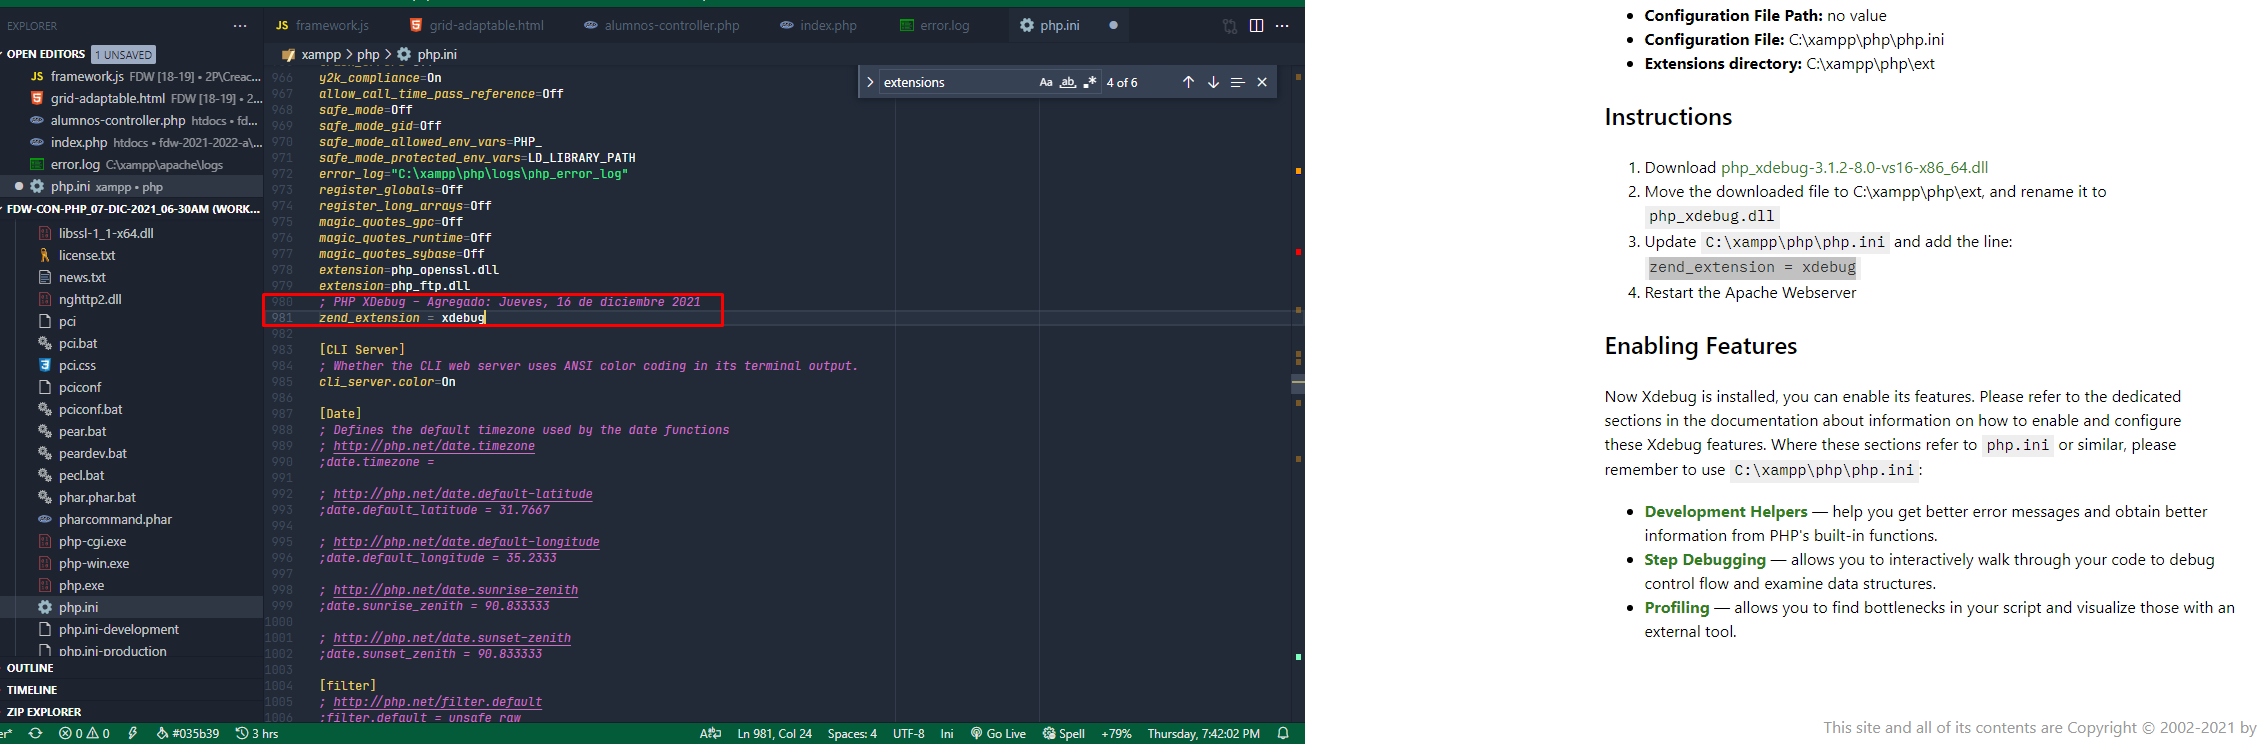 EXPLORER
···
JS framework.js
grid-adaptable.html
alumnos-controller.php
index.php
error.log
php.ini
OPEN EDITORS 1 UNSAVED
JS framework.js FDW [18-19] • 2P\Creac...
grid-adaptable.html FDW [18-19] • 2...
alumnos-controller.php htdocs • fd...
index.php htdocs • fdw-2021-2022-a\...
error.log C:\xampp\apache\logs
php.ini xampp • php
FDW-CON-PHP_07-DIC-2021_06-30AM (WORK...
libssl-1_1-x64.dll
license.txt
news.txt
nghttp2.dll
pci
pci.bat
pci.css
pciconf
pciconf.bat
pear.bat
peardev.bat
pecl.bat
phar.phar.bat
pharcommand.phar
php-cgi.exe
php-win.exe
php.exe
php.ini
php.ini-development
php.ini-production
OUTLINE
TIMELINE
ZIP EXPLORER
xampp > php > php.ini
extensions Aa ab, .* 4 of 6
966 y2k_compliance=On
967 allow_call_time_pass_reference=Off
968 safe_mode=Off
969 safe_mode_gid=Off
970 safe_mode_allowed_env_vars=PHP_
971 safe_mode_protected_env_vars=LD_LIBRARY_PATH
972 error_log="C:\xampp\php\logs\php_error_log"
973 register_globals=Off
974 register_long_arrays=Off
975 magic_quotes_gpc=Off
976 magic_quotes_runtime=Off
977 magic_quotes_sybase=Off
978 extension=php_openssl.dll
979 extension=php_ftp.dll
980 ; PHP XDebug - Agregado: Jueves, 16 de diciembre 2021
981 zend_extension = xdebug
982
983 [CLI Server]
984 ; Whether the CLI web server uses ANSI color coding in its terminal output.
985 cli_server.color=On
986
987 [Date]
988 ; Defines the default timezone used by the date functions
989 ; http://php.net/date.timezone
990 ;date.timezone =
991
992 ; http://php.net/date.default-latitude
993 ;date.default_latitude = 31.7667
994
995 ; http://php.net/date.default-longitude
996 ;date.default_longitude = 35.2333
997
998 ; http://php.net/date.sunrise-zenith
999 ;date.sunrise_zenith = 90.833333
1000
1001 ; http://php.net/date.sunset-zenith
1002 ;date.sunset_zenith = 90.833333
1003
1004 [filter]
1005 ; http://php.net/filter.default
1006 ;filter.default = unsafe_raw
er* 0 0 #035b39 3 hrs
Ln 981, Col 24 Spaces: 4 UTF-8 Ini Go Live Spell +79% Thursday, 7:42:02 PM
• Configuration File Path: no value
• Configuration File: C:\xampp\php\php.ini
• Extensions directory: C:\xampp\php\ext
Instructions
1. Download php_xdebug-3.1.2-8.0-vs16-x86_64.dll
2. Move the downloaded file to C:\xampp\php\ext, and rename it to
php_xdebug.dll
3. Update C:\xampp\php\php.ini and add the line:
zend_extension = xdebug
4. Restart the Apache Webserver
Enabling Features
Now Xdebug is installed, you can enable its features. Please refer to the dedicated
sections in the documentation about information on how to enable and configure
these Xdebug features. Where these sections refer to php.ini or similar, please
remember to use C:\xampp\php\php.ini:
• Development Helpers — help you get better error messages and obtain better
information from PHP's built-in functions.
• Step Debugging — allows you to interactively walk through your code to debug
control flow and examine data structures.
• Profiling — allows you to find bottlenecks in your script and visualize those with an
external tool.
This site and all of its contents are Copyright © 2002-2021 by